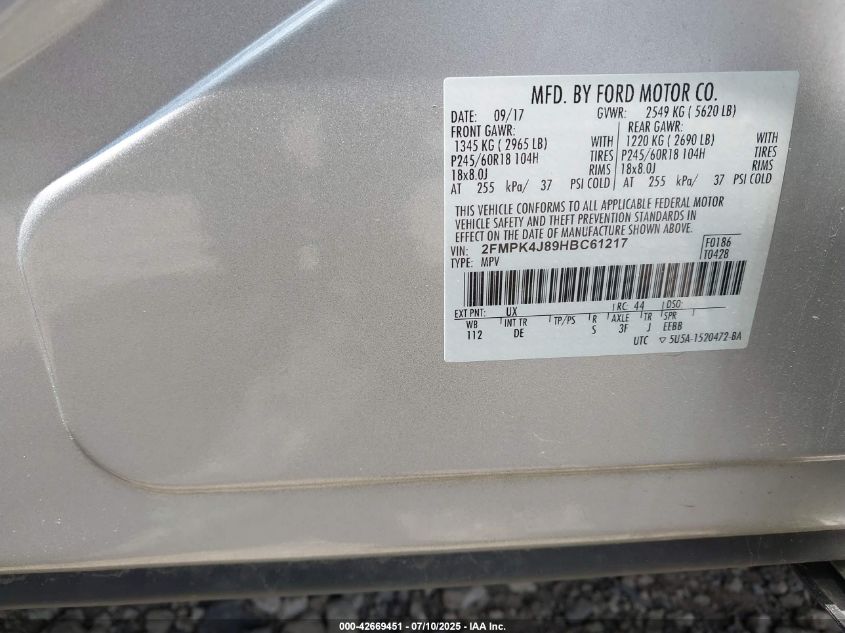 MFD. BY FORD MOTOR CO.
DATE: 09/17 GVWR: 2549 KG ( 5620 LB)
FRONT GAWR: REAR GAWR:
1345 KG ( 2965 LB) WITH 1220 KG ( 2690 LB) WITH
P245/60R18 104H TIRES P245/60R18 104H TIRES
18x8.0J RIMS 18x8.0J RIMS
AT 255 kPa/ 37 PSI COLD AT 255 kPa/ 37 PSI COLD
THIS VEHICLE CONFORMS TO ALL APPLICABLE FEDERAL MOTOR
VEHICLE SAFETY AND THEFT PREVENTION STANDARDS IN
EFFECT ON THE DATE OF MANUFACTURE SHOWN ABOVE.
VIN: 2FMPK4J89HBC61217 F0186
TYPE: MPV T0428
EXT PNT: UX RC: 44 DSO:
WB INT TR TP/PS R AXLE TR SPR
112 DE S 3F J EEBB
UTC ▽ 5U5A-1520472-BA
000-42669451 - 07/10/2025 - IAA Inc.